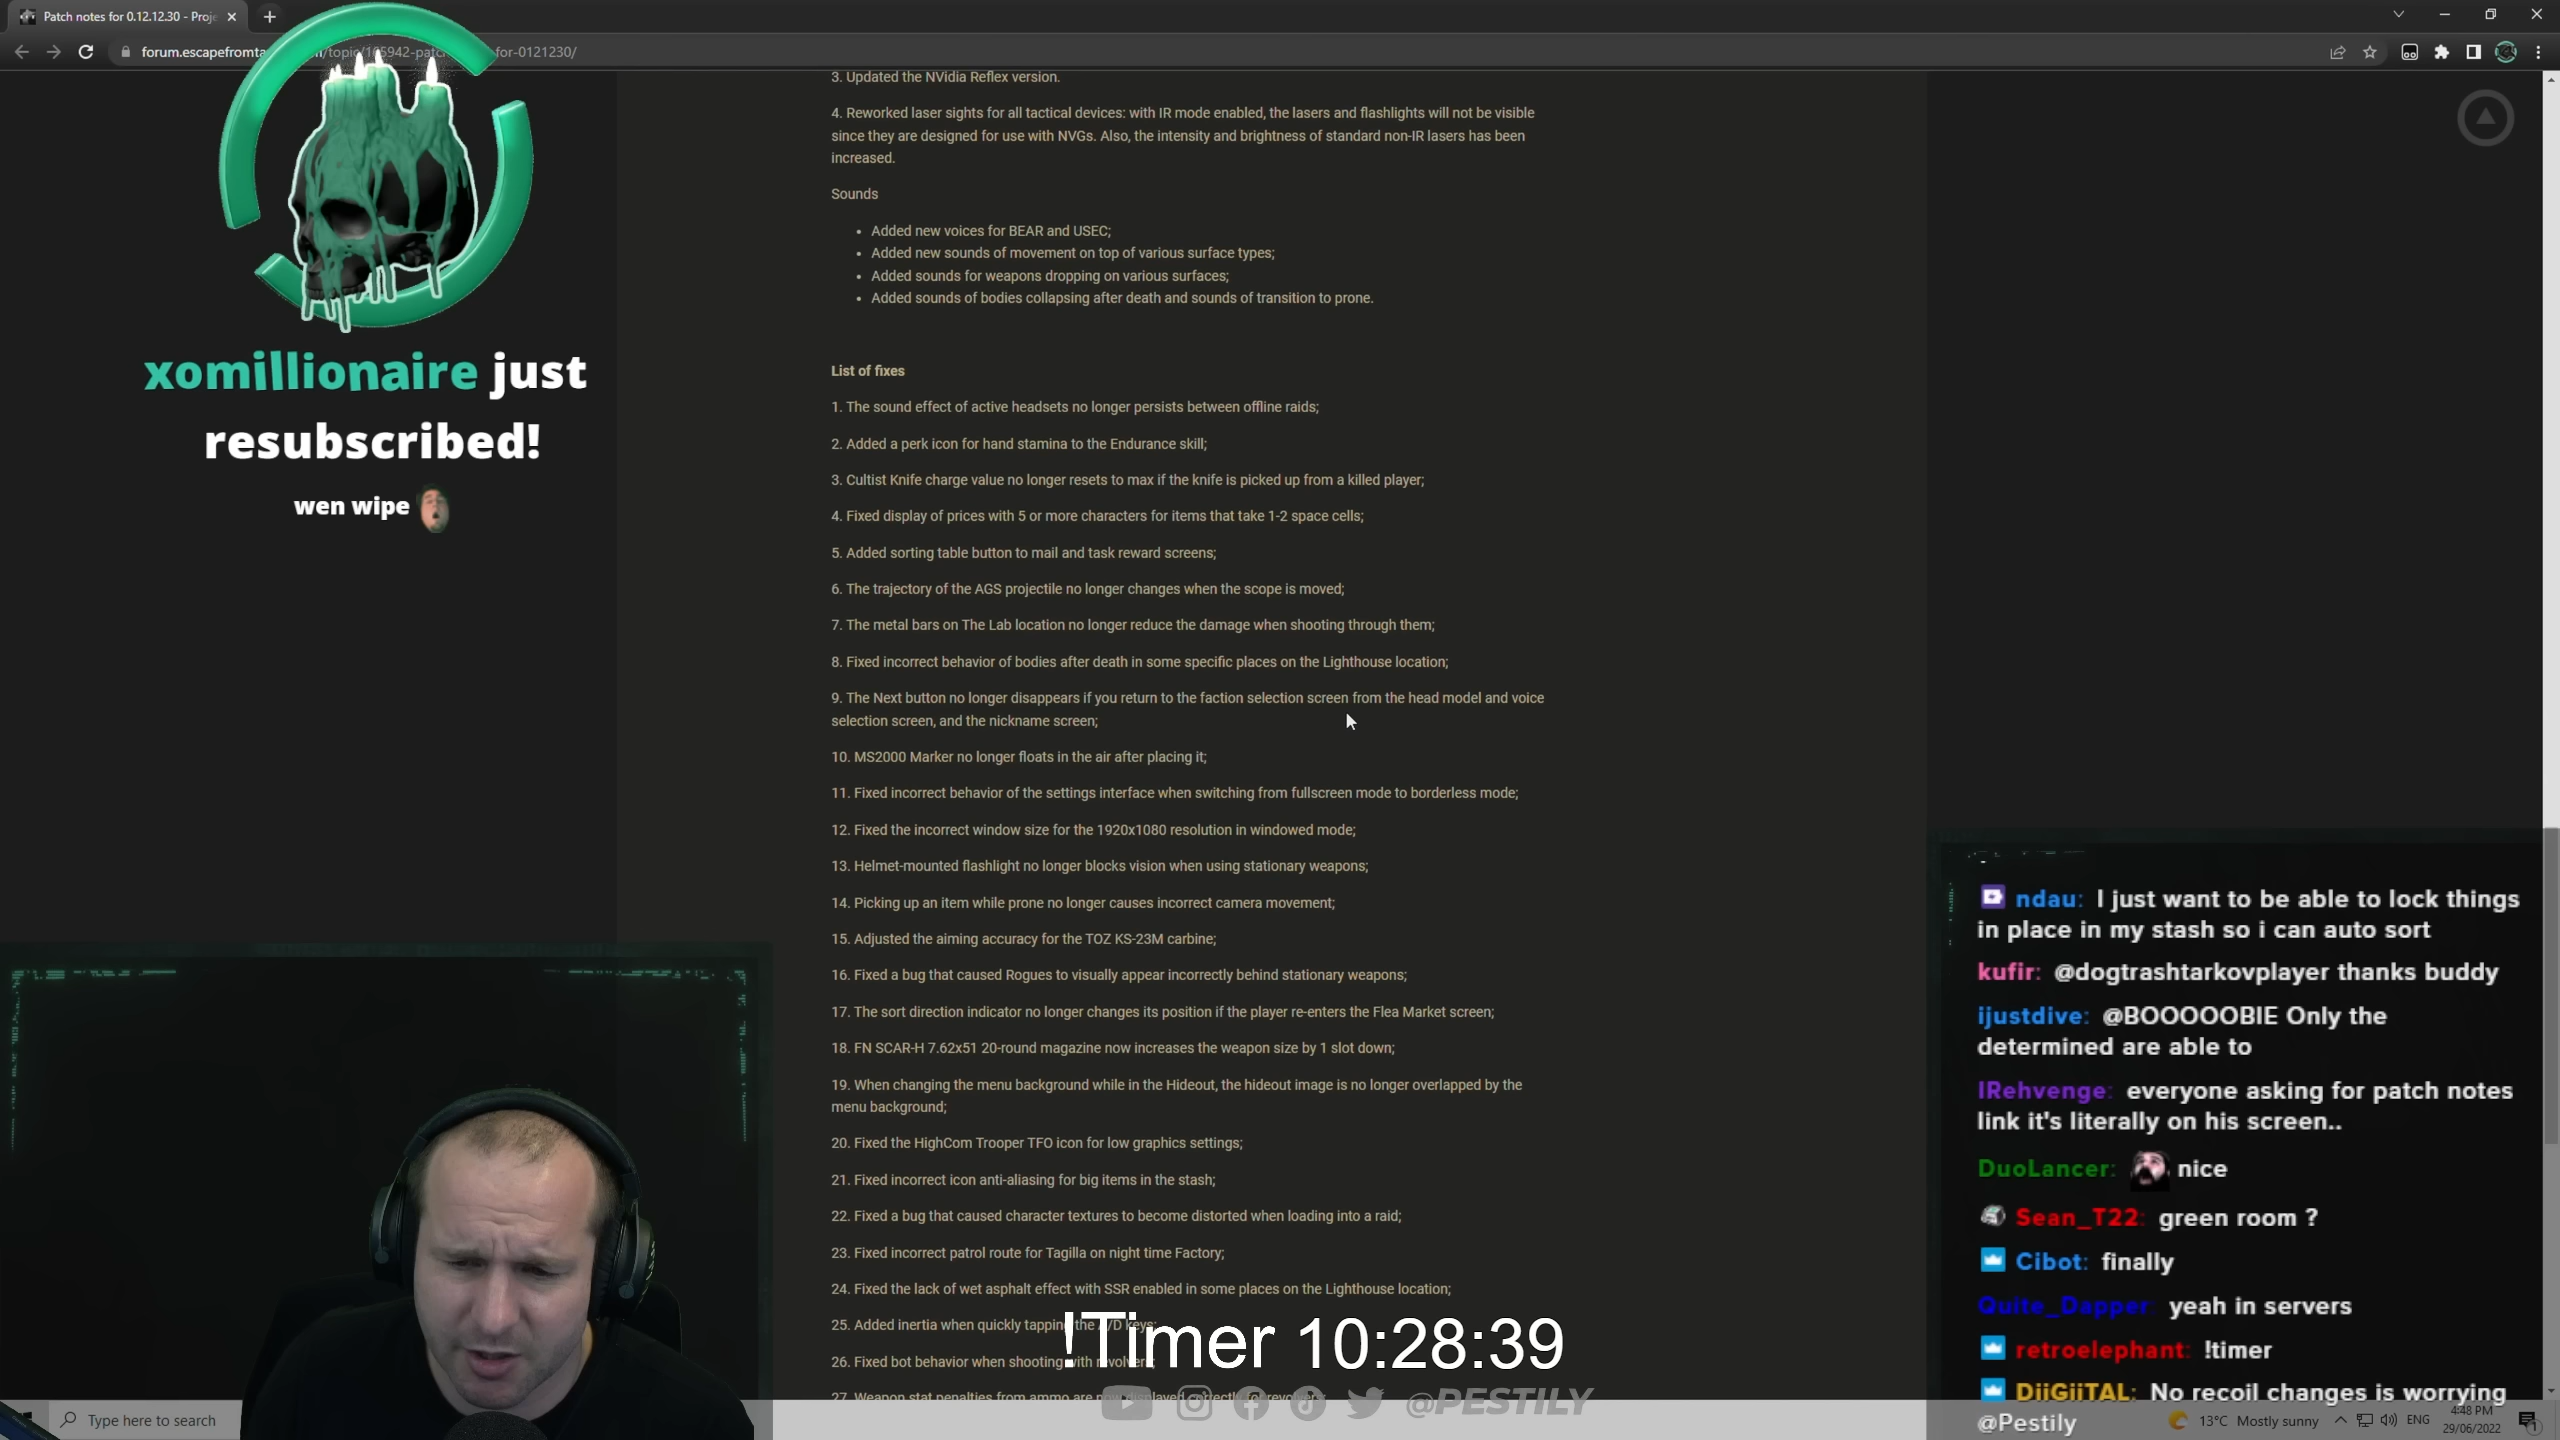 Patch notes for 0.12.12.30 - Proje
forum.escapefromta
/topic/1
5942-patc
-for-0121230/
3. Updated the NVidia Reflex version.
4. Reworked laser sights for all tactical devices: with IR mode enabled, the lasers and flashlights will not be visible
since they are designed for use with NVGs. Also, the intensity and brightness of standard non-IR lasers has been
increased.
Sounds
• Added new voices for BEAR and USEC;
• Added new sounds of movement on top of various surface types;
• Added sounds for weapons dropping on various surfaces;
• Added sounds of bodies collapsing after death and sounds of transition to prone.
List of fixes
1. The sound effect of active headsets no longer persists between offline raids;
2. Added a perk icon for hand stamina to the Endurance skill;
3. Cultist Knife charge value no longer resets to max if the knife is picked up from a killed player;
4. Fixed display of prices with 5 or more characters for items that take 1-2 space cells;
5. Added sorting table button to mail and task reward screens;
6. The trajectory of the AGS projectile no longer changes when the scope is moved;
7. The metal bars on The Lab location no longer reduce the damage when shooting through them;
8. Fixed incorrect behavior of bodies after death in some specific places on the Lighthouse location;
9. The Next button no longer disappears if you return to the faction selection screen from the head model and voice
selection screen, and the nickname screen;
10. MS2000 Marker no longer floats in the air after placing it;
11. Fixed incorrect behavior of the settings interface when switching from fullscreen mode to borderless mode;
12. Fixed the incorrect window size for the 1920x1080 resolution in windowed mode;
13. Helmet-mounted flashlight no longer blocks vision when using stationary weapons;
14. Picking up an item while prone no longer causes incorrect camera movement;
15. Adjusted the aiming accuracy for the TOZ KS-23M carbine;
16. Fixed a bug that caused Rogues to visually appear incorrectly behind stationary weapons;
17. The sort direction indicator no longer changes its position if the player re-enters the Flea Market screen;
18. FN SCAR-H 7.62x51 20-round magazine now increases the weapon size by 1 slot down;
19. When changing the menu background while in the Hideout, the hideout image is no longer overlapped by the
menu background;
20. Fixed the HighCom Trooper TFO icon for low graphics settings;
21. Fixed incorrect icon anti-aliasing for big items in the stash;
22. Fixed a bug that caused character textures to become distorted when loading into a raid;
23. Fixed incorrect patrol route for Tagilla on night time Factory;
24. Fixed the lack of wet asphalt effect with SSR enabled in some places on the Lighthouse location;
25. Added inertia when quickly tapping the A/D keys;
26. Fixed bot behavior when shooting with revolvers;
27. Weapon stat penalties from ammo are now displayed correctly for revolvers;
xomillionaire just
resubscribed!
wen wipe
!Timer 10:28:39
@PESTILY
ndau: I just want to be able to lock things
in place in my stash so i can auto sort
kufir: @dogtrashtarkovplayer thanks buddy
ijustdive: @BOOOOOBIE Only the
determined are able to
IRehvenge: everyone asking for patch notes
link it's literally on his screen..
DuoLancer: nice
Sean_T22: green room ?
Cibot: finally
Quite_Dapper: yeah in servers
retroelephant: !timer
DiiGiiTAL: No recoil changes is worrying
@Pestily
Type here to search
13°C Mostly sunny
ENG
4:48 PM
29/06/2022